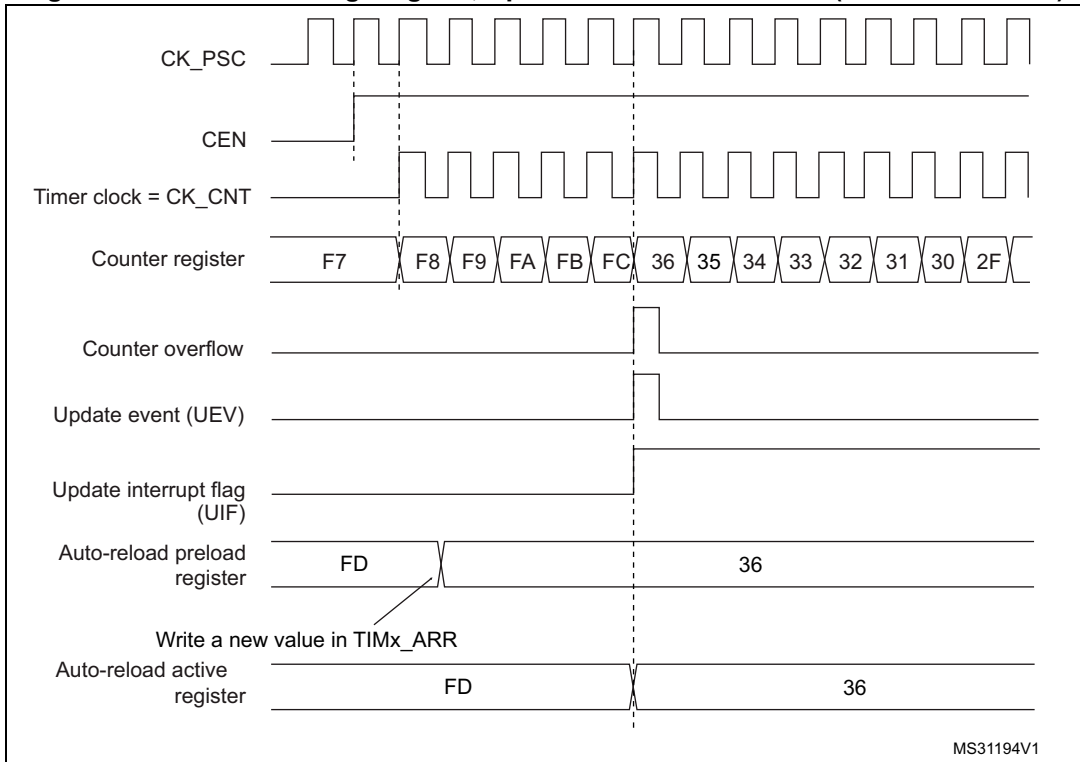 CK_PSC
CEN
Timer clock = CK_CNT
Counter register
F7 F8 F9 FA FB FC 36 35 34 33 32 31 30 2F
Counter overflow
Update event (UEV)
Update interrupt flag
(UIF)
Auto-reload preload
register
FD 36
Write a new value in TIMx_ARR
Auto-reload active
register
FD 36
MS31194V1